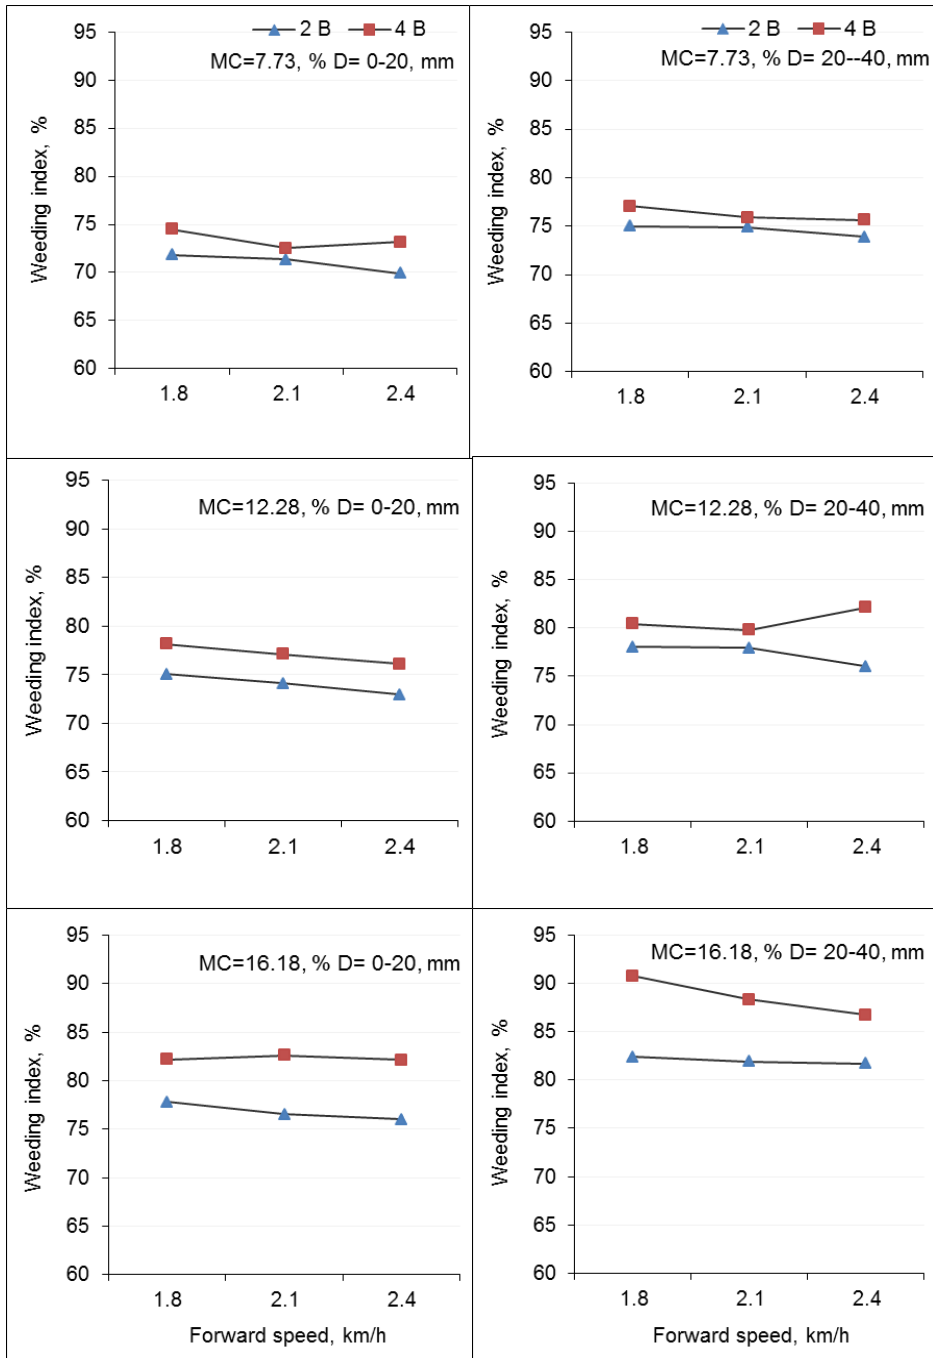 2 B 4 B
MC=7.73, % D= 0-20, mm
Weeding index, %
95
90
85
80
75
70
65
60
1.8 2.1 2.4
2 B 4 B
MC=7.73, % D= 20--40, mm
Weeding index, %
95
90
85
80
75
70
65
60
1.8 2.1 2.4
MC=12.28, % D= 0-20, mm
Weeding index, %
95
90
85
80
75
70
65
60
1.8 2.1 2.4
MC=12.28, % D= 20-40, mm
Weeding index, %
95
90
85
80
75
70
65
60
1.8 2.1 2.4
MC=16.18, % D= 0-20, mm
Weeding index, %
95
90
85
80
75
70
65
60
1.8 2.1 2.4
Forward speed, km/h
MC=16.18, % D= 20-40, mm
Weeding index, %
95
90
85
80
75
70
65
60
1.8 2.1 2.4
Forward speed, km/h